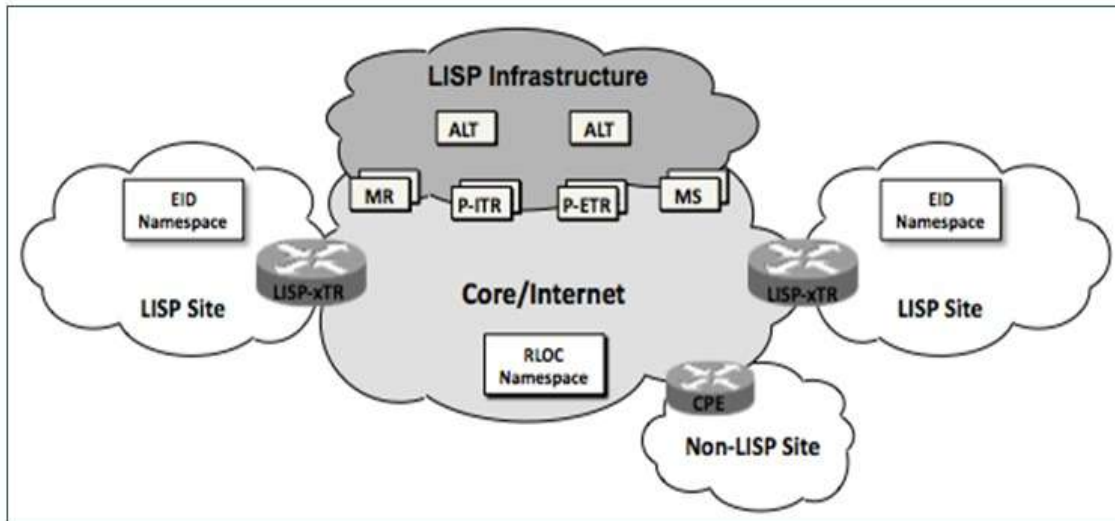 LISP Infrastructure
ALT
ALT
MR
P-ITR
P-ETR
MS
EID
Namespace
EID
Namespace
LISP-xTR
LISP-xTR
LISP Site
Core/Internet
LISP Site
RLOC
Namespace
CPE
Non-LISP Site